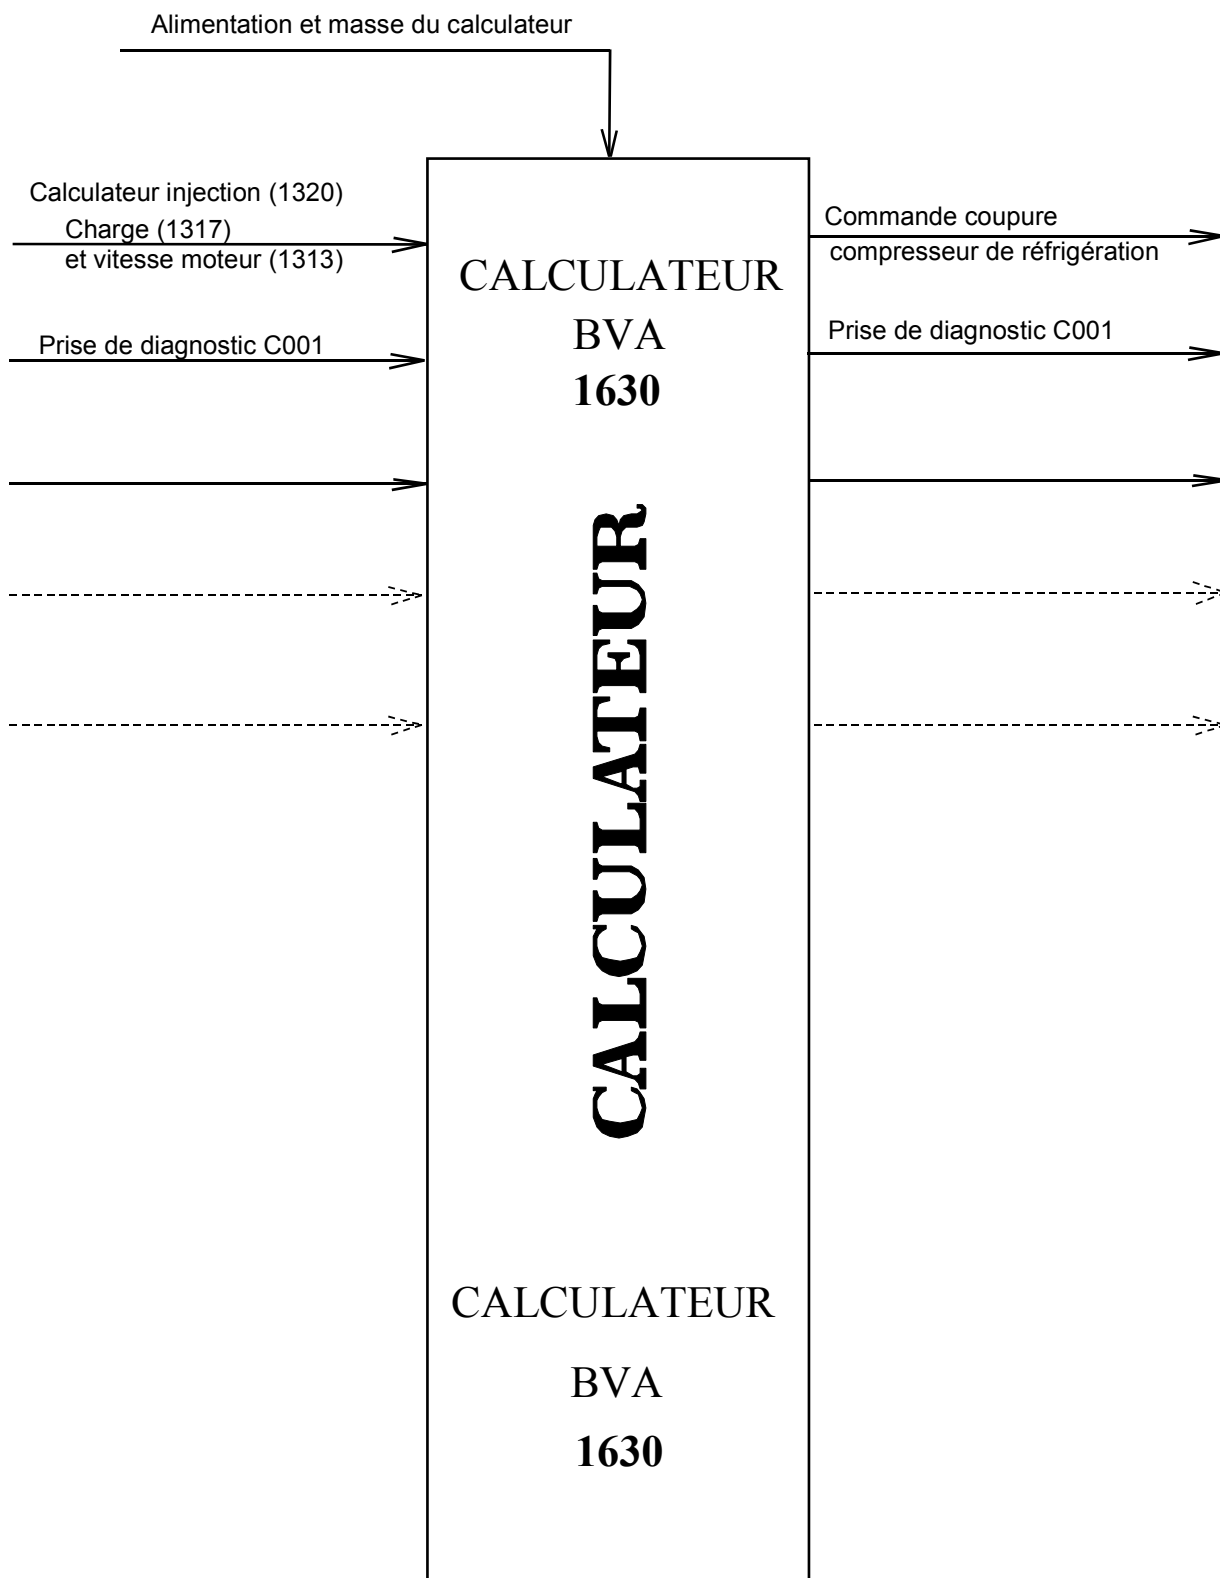 Alimentation et masse du calculateur
Calculateur injection (1320)
Charge (1317)
et vitesse moteur (1313)
Prise de diagnostic C001
CALCULATEUR
BVA
1630
Commande coupure
compresseur de réfrigération
Prise de diagnostic C001
CALCULATEUR
CALCULATEUR
BVA
1630